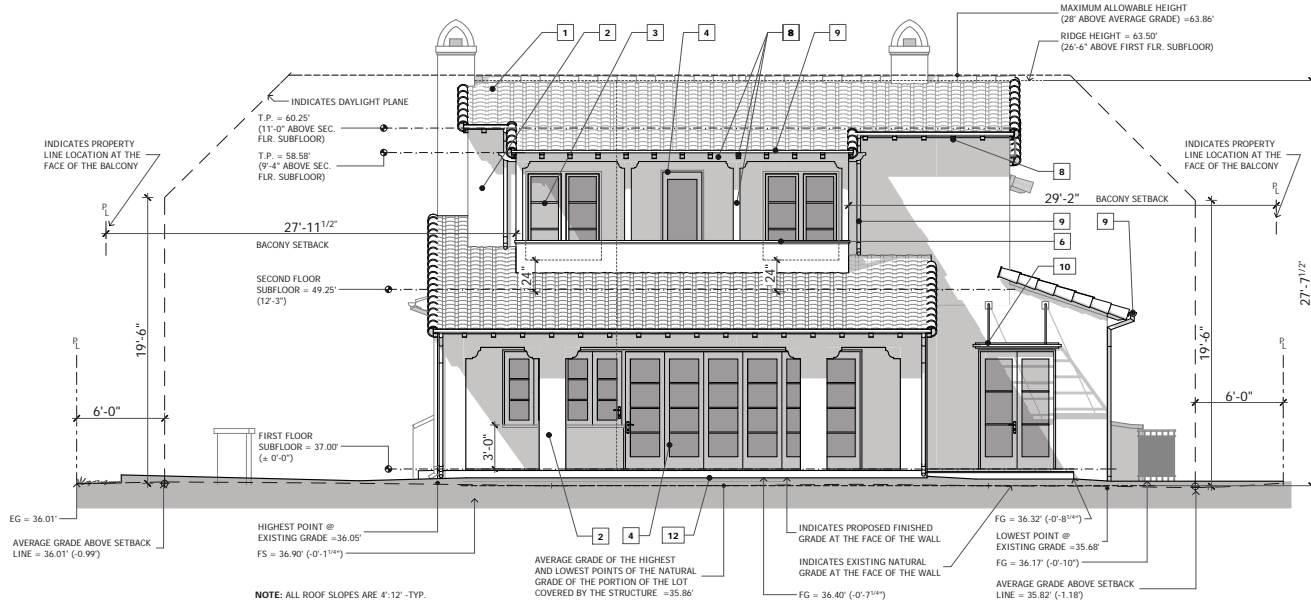 MAXIMUM ALLOWABLE HEIGHT
(28' ABOVE AVERAGE GRADE) =63.86'
RIDGE HEIGHT = 63.50'
(26'-6" ABOVE FIRST FLR. SUBFLOOR)
1
2
3
4
8
9
INDICATES DAYLIGHT PLANE
T.P. = 60.25'
(11'-0" ABOVE SEC.
FLR. SUBFLOOR)
T.P. = 58.58'
(9'-4" ABOVE SEC.
FLR. SUBFLOOR)
INDICATES PROPERTY
LINE LOCATION AT THE
FACE OF THE BALCONY
INDICATES PROPERTY
LINE LOCATION AT THE
FACE OF THE BALCONY
8
PL
PL
27'-11 1/2"
BACONY SETBACK
29'-2"
BACONY SETBACK
9
9
6
10
24"
24"
SECOND FLOOR
SUBFLOOR = 49.25'
(12'-3")
27'-7 1/2"
19'-6"
19'-6"
PL
PL
6'-0"
6'-0"
3'-0"
FIRST FLOOR
SUBFLOOR = 37.00'
(± 0'-0")
EG = 36.01'
AVERAGE GRADE ABOVE SETBACK
LINE = 36.01' (-0.99')
HIGHEST POINT @
EXISTING GRADE =36.05'
FS = 36.90' (-0'-1 1/4")
2
4
12
AVERAGE GRADE OF THE HIGHEST
AND LOWEST POINTS OF THE NATURAL
GRADE OF THE PORTION OF THE LOT
COVERED BY THE STRUCTURE =35.86'
INDICATES PROPOSED FINISHED
GRADE AT THE FACE OF THE WALL
INDICATES EXISTING NATURAL
GRADE AT THE FACE OF THE WALL
FG = 36.40' (-0'-7 1/4")
FG = 36.32' (-0'-8 1/4")
LOWEST POINT @
EXISTING GRADE =35.68'
FG = 36.17' (-0'-10")
AVERAGE GRADE ABOVE SETBACK
LINE = 35.82' (-1.18')
NOTE: ALL ROOF SLOPES ARE 4':12' -TYP.